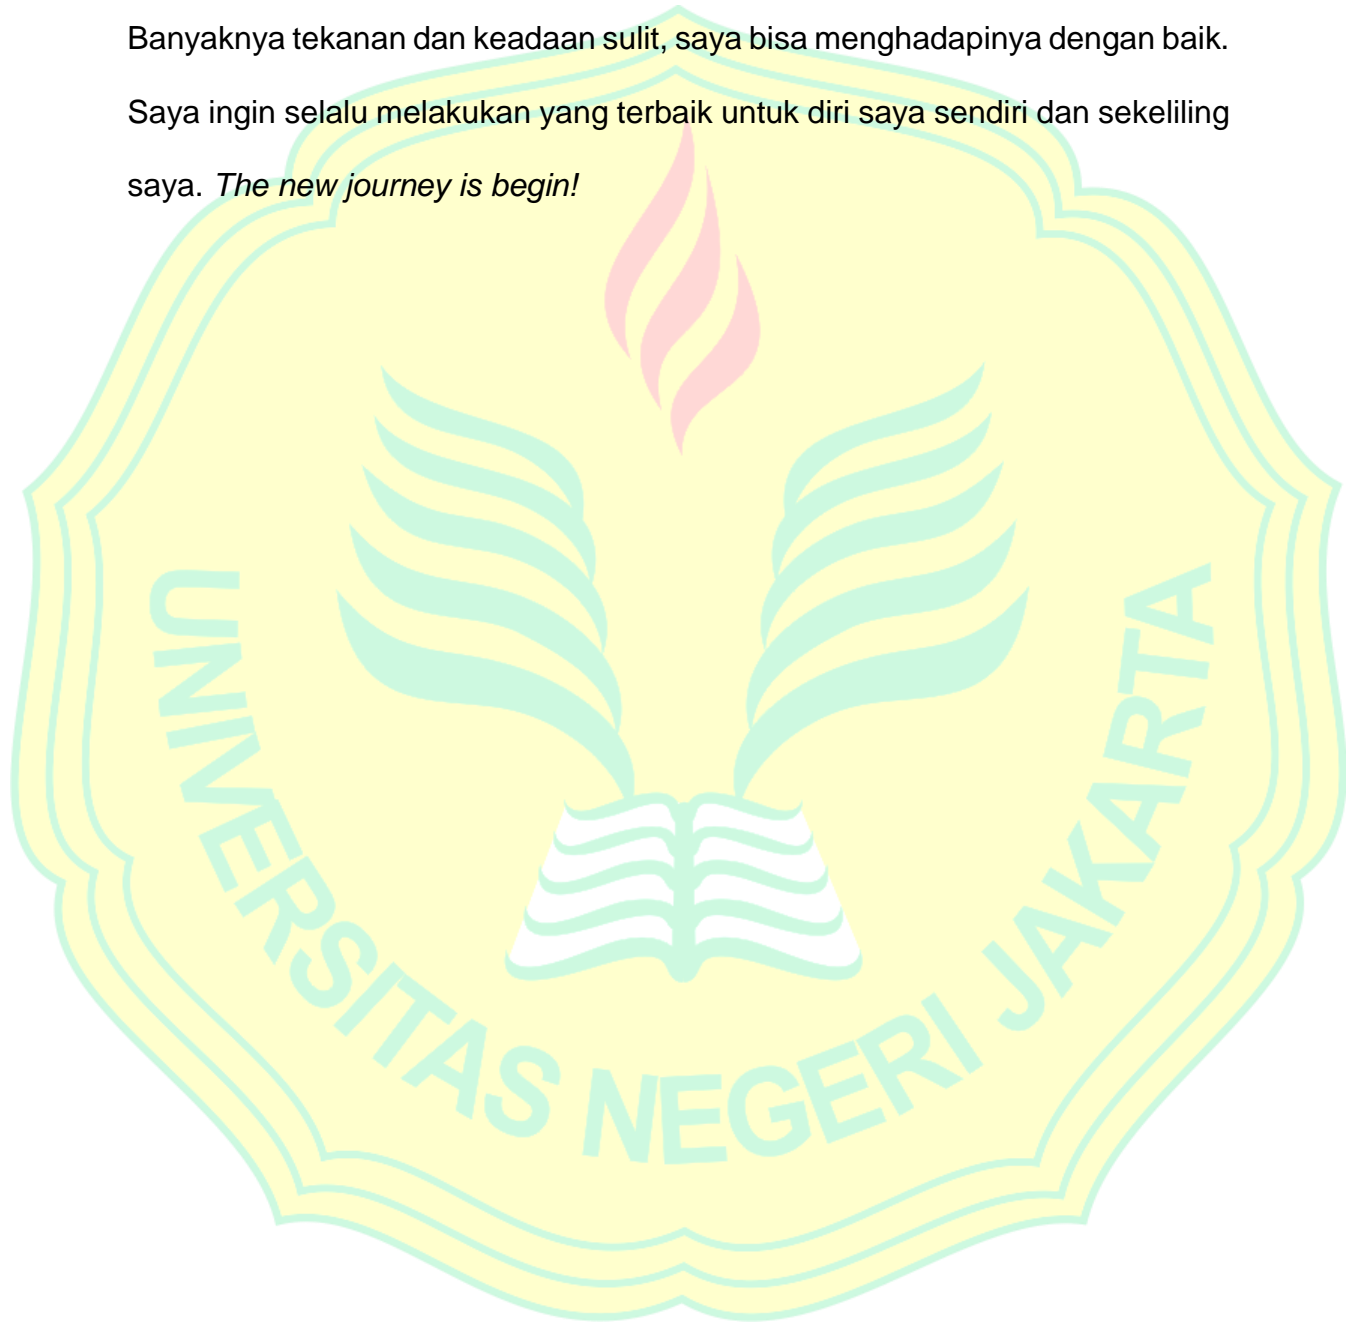 Banyaknya tekanan dan keadaan sulit, saya bisa menghadapinya dengan baik.
Saya ingin selalu melakukan yang terbaik untuk diri saya sendiri dan sekeliling
saya. The new journey is begin!
UNIVERSITAS NEGERI JAKARTA